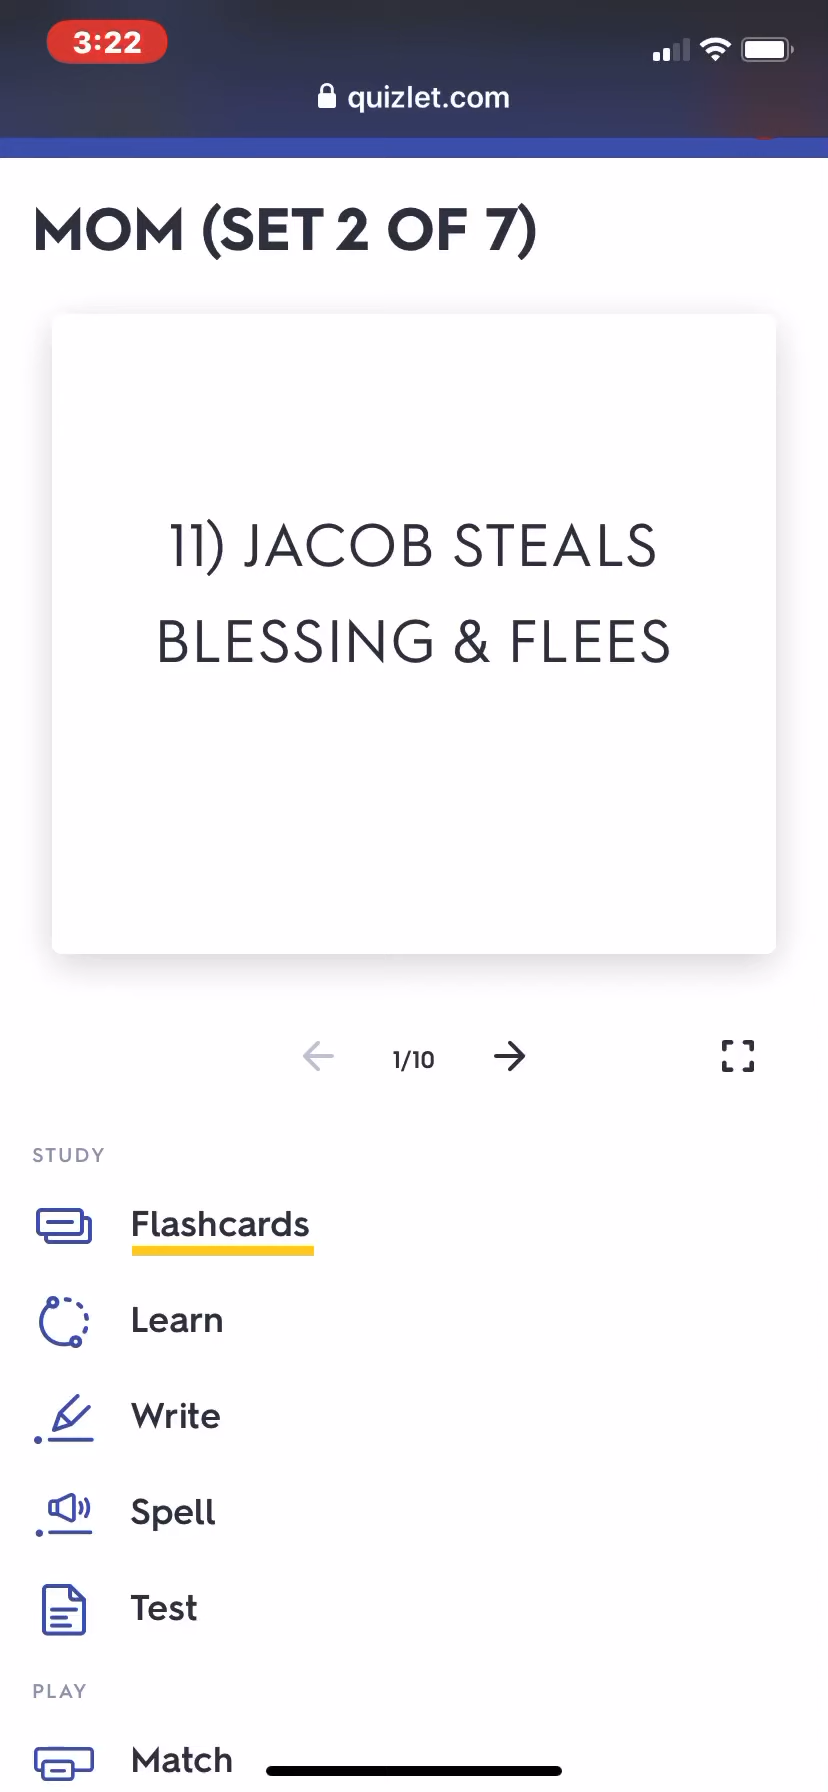 3:22
quizlet.com
MOM (SET 2 OF 7)
11) JACOB STEALS
BLESSING & FLEES
1/10
STUDY
Flashcards
Learn
Write
Spell
Test
PLAY
Match